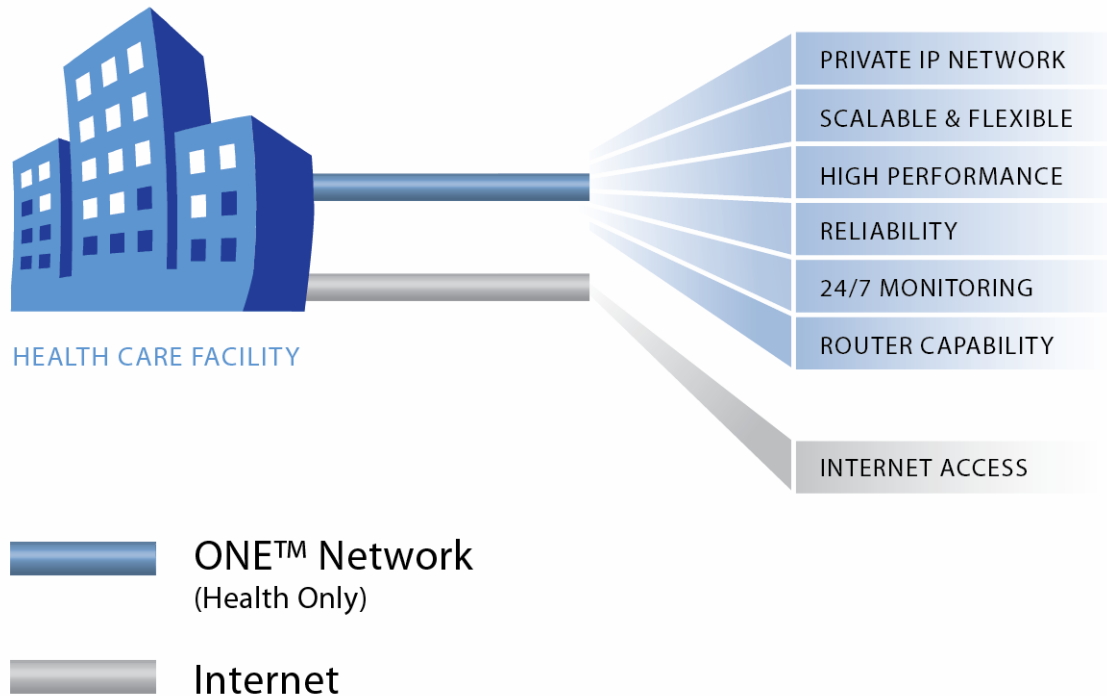 PRIVATE IP NETWORK
SCALABLE & FLEXIBLE
HIGH PERFORMANCE
RELIABILITY
24/7 MONITORING
ROUTER CAPABILITY
HEALTH CARE FACILITY
INTERNET ACCESS
ONE™ Network
(Health Only)
Internet